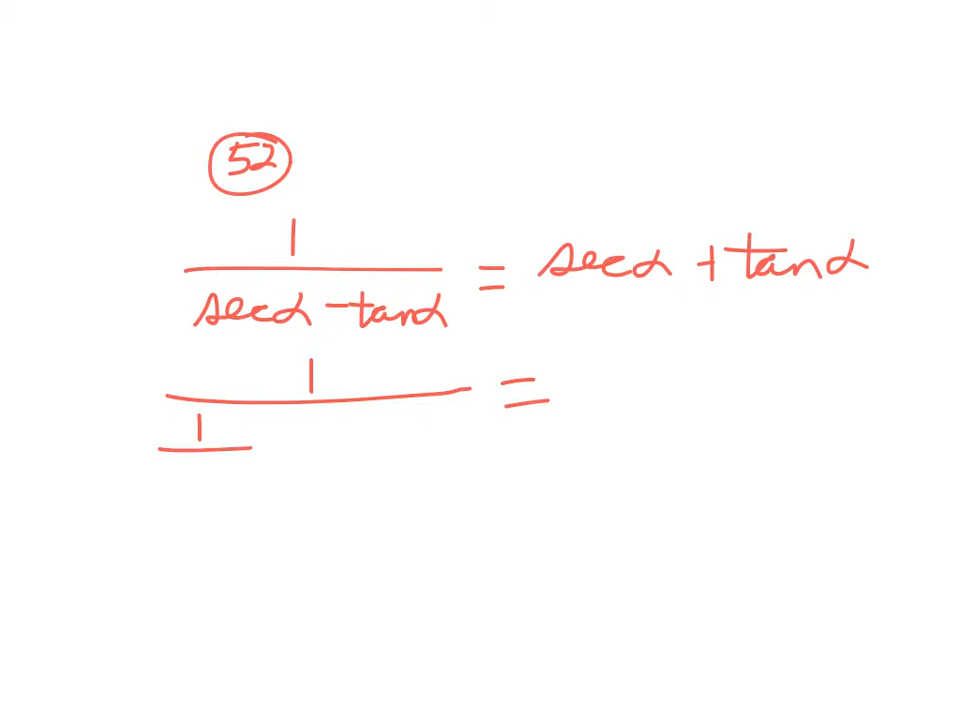 52
1
secα - tanα = secα + tanα
1 =
1